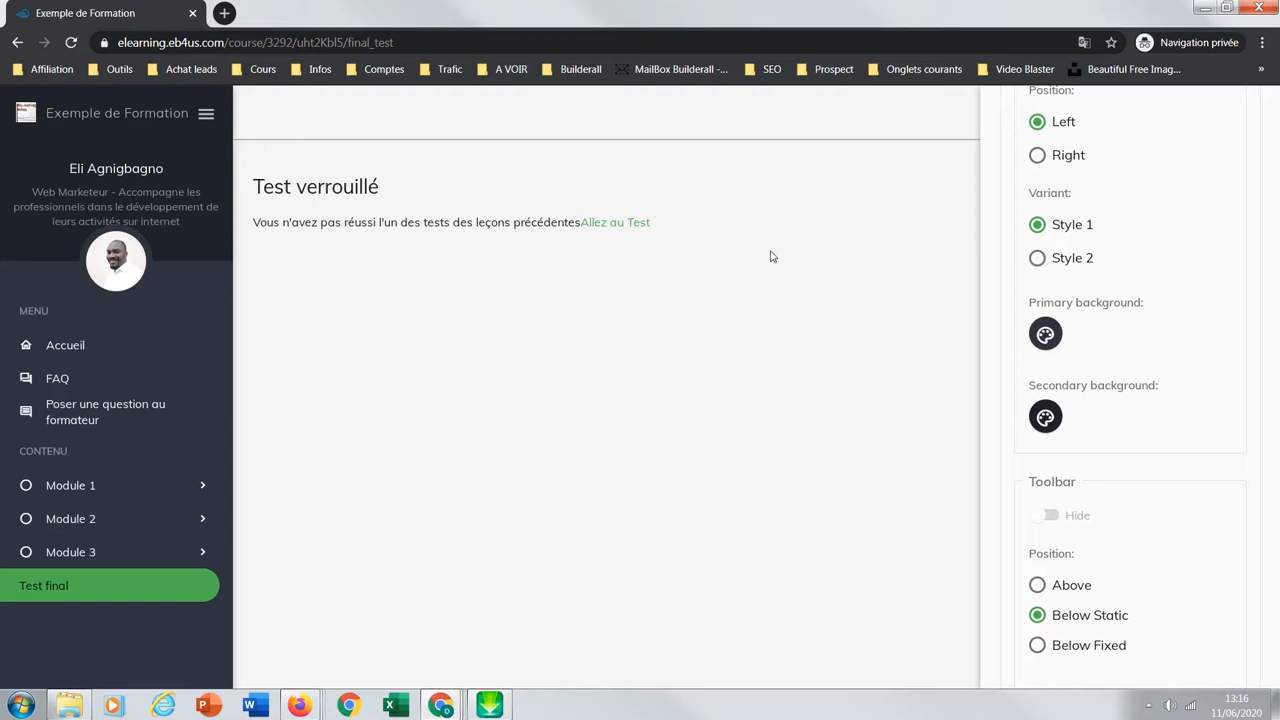 Exemple de Formation
elearning.eb4us.com/course/3292/uht2Kbl5/final_test
Navigation privée
Affiliation
Outils
Achat leads
Cours
Infos
Comptes
Trafic
A VOIR
Builderall
MailBox Builderall -...
SEO
Prospect
Onglets courants
Video Blaster
Beautiful Free Imag...
»
Exemple de Formation
Eli Agnigbagno
Web Marketeur - Accompagne les
professionnels dans le développement de
leurs activités sur internet
MENU
Accueil
FAQ
Poser une question au
formateur
CONTENU
Module 1
Module 2
Module 3
Test final
Test verrouillé
Vous n'avez pas réussi l'un des tests des leçons précédentesAllez au Test
Position:
Left
Right
Variant:
Style 1
Style 2
Primary background:
Secondary background:
Toolbar
Hide
Position:
Above
Below Static
Below Fixed
13:16
11/06/2020